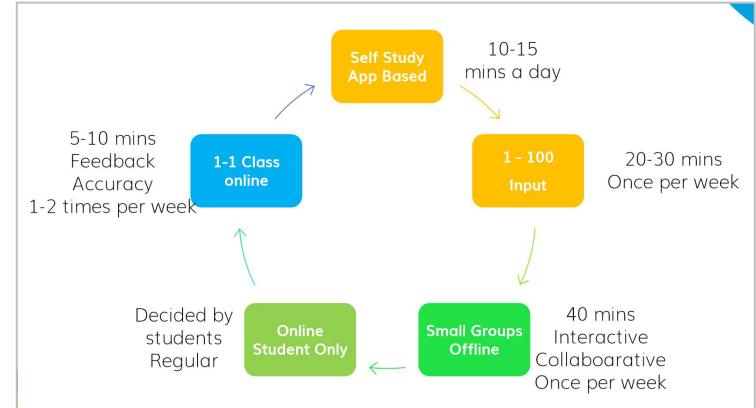 Self Study
App Based
10-15
mins a day
1 - 100
Input
20-30 mins
Once per week
Small Groups
Offline
40 mins
Interactive
Collaboarative
Once per week
Online
Student Only
Decided by
students
Regular
1-1 Class
online
5-10 mins
Feedback
Accuracy
1-2 times per week